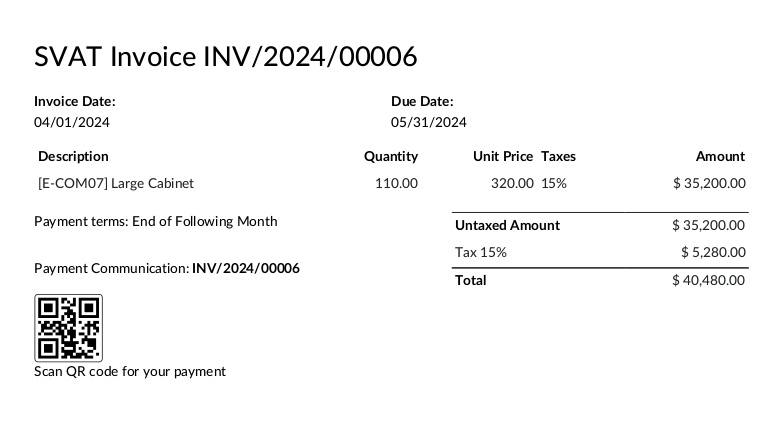 SVAT Invoice INV/2024/00006
Invoice Date: Due Date:
04/01/2024 05/31/2024
Description Quantity Unit Price Taxes Amount
[E-COM07] Large Cabinet 110.00 320.00 15% $ 35,200.00
Payment terms: End of Following Month
Untaxed Amount $ 35,200.00
Tax 15% $ 5,280.00
Payment Communication: INV/2024/00006
Total $ 40,480.00
Scan QR code for your payment